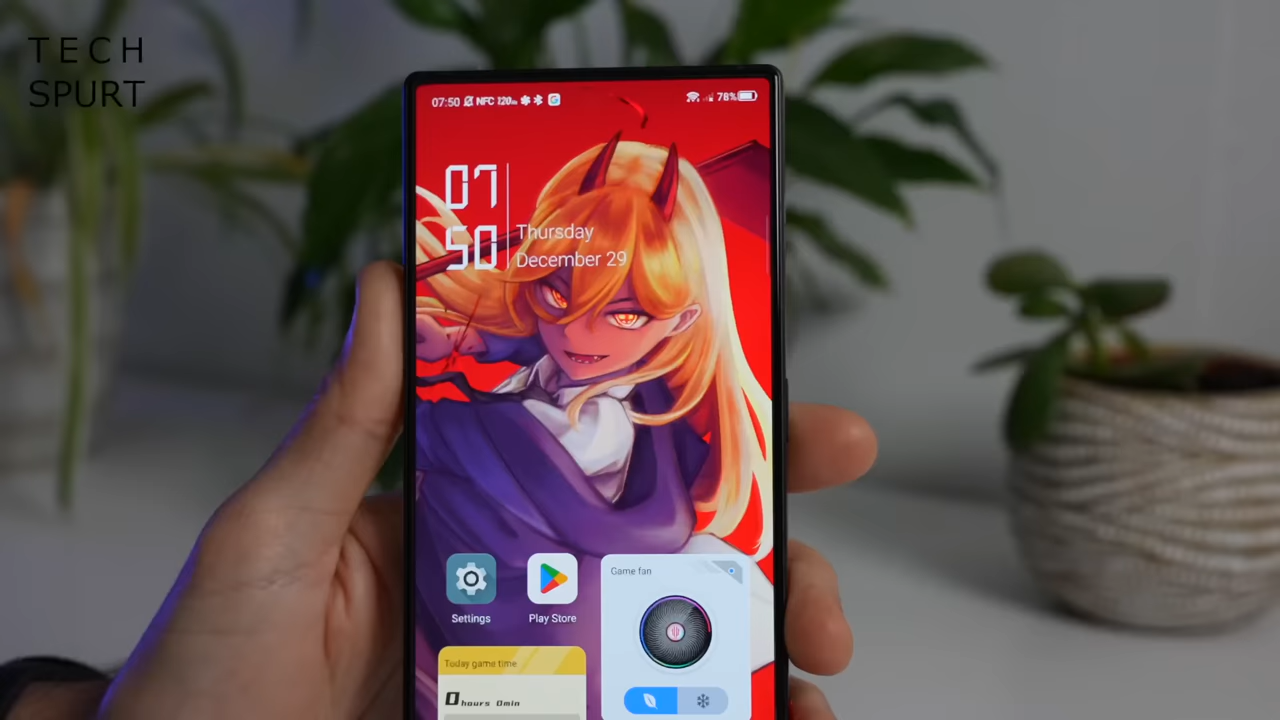 TECH
SPURT
07:50 NFC 120Hz 78%
07
50
Thursday
December 29
Settings
Play Store
Game fan
Today game time
0 hours 0min